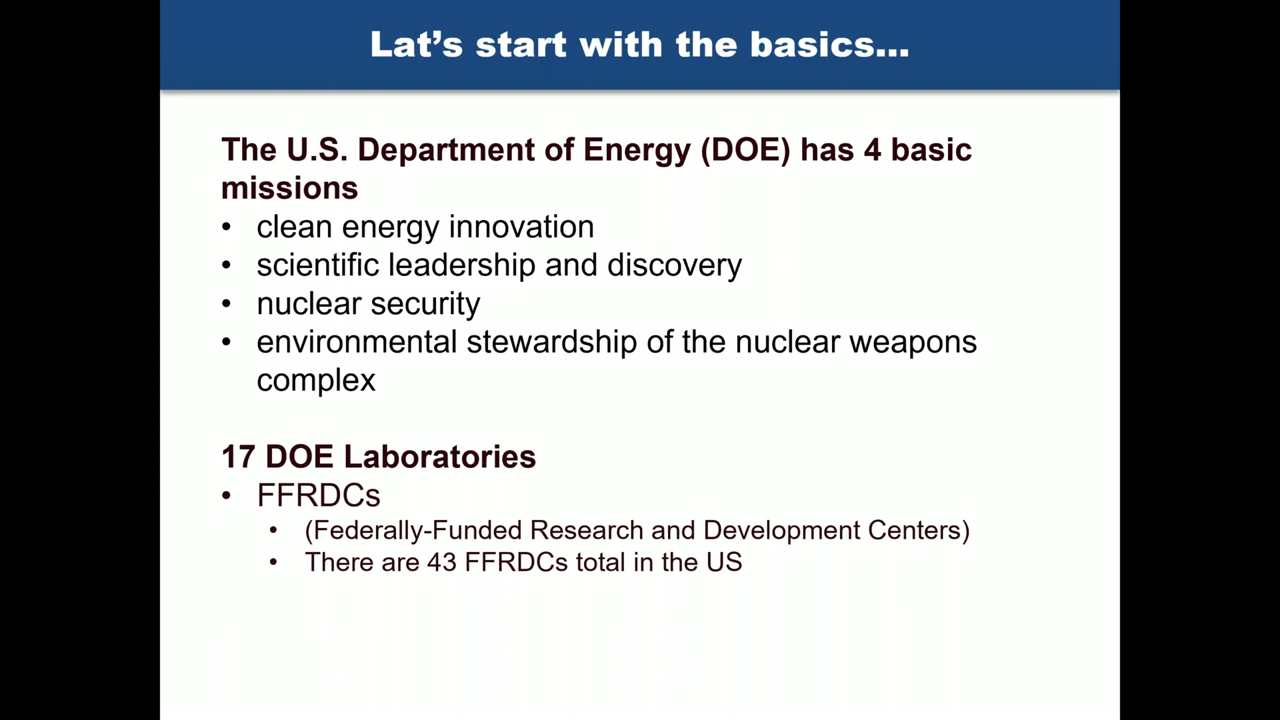 Lat’s start with the basics...
The U.S. Department of Energy (DOE) has 4 basic
missions
• clean energy innovation
• scientific leadership and discovery
• nuclear security
• environmental stewardship of the nuclear weapons
complex
17 DOE Laboratories
• FFRDCs
• (Federally-Funded Research and Development Centers)
• There are 43 FFRDCs total in the US